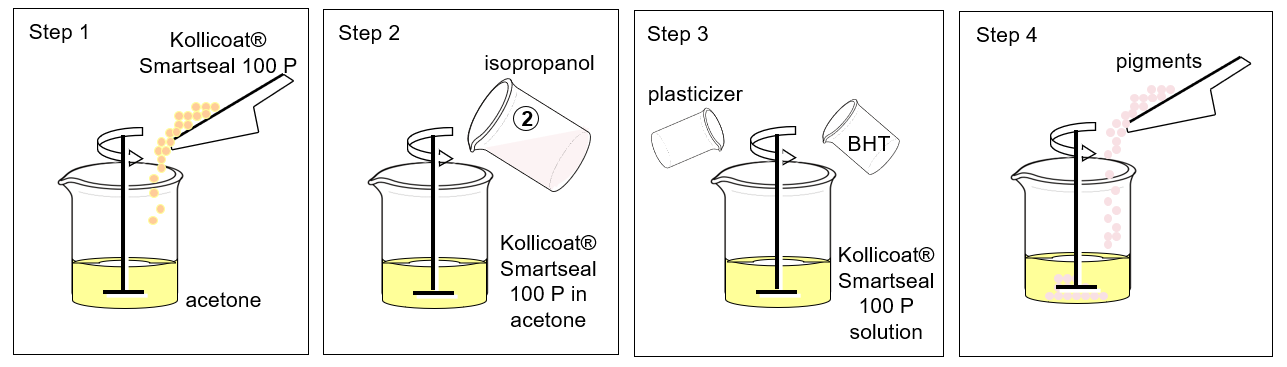 Step 1
Kollicoat®
Smartseal 100 P
acetone
Step 2
isopropanol
2
Kollicoat®
Smartseal
100 P in
acetone
Step 3
plasticizer
BHT
Kollicoat®
Smartseal
100 P
solution
Step 4
pigments